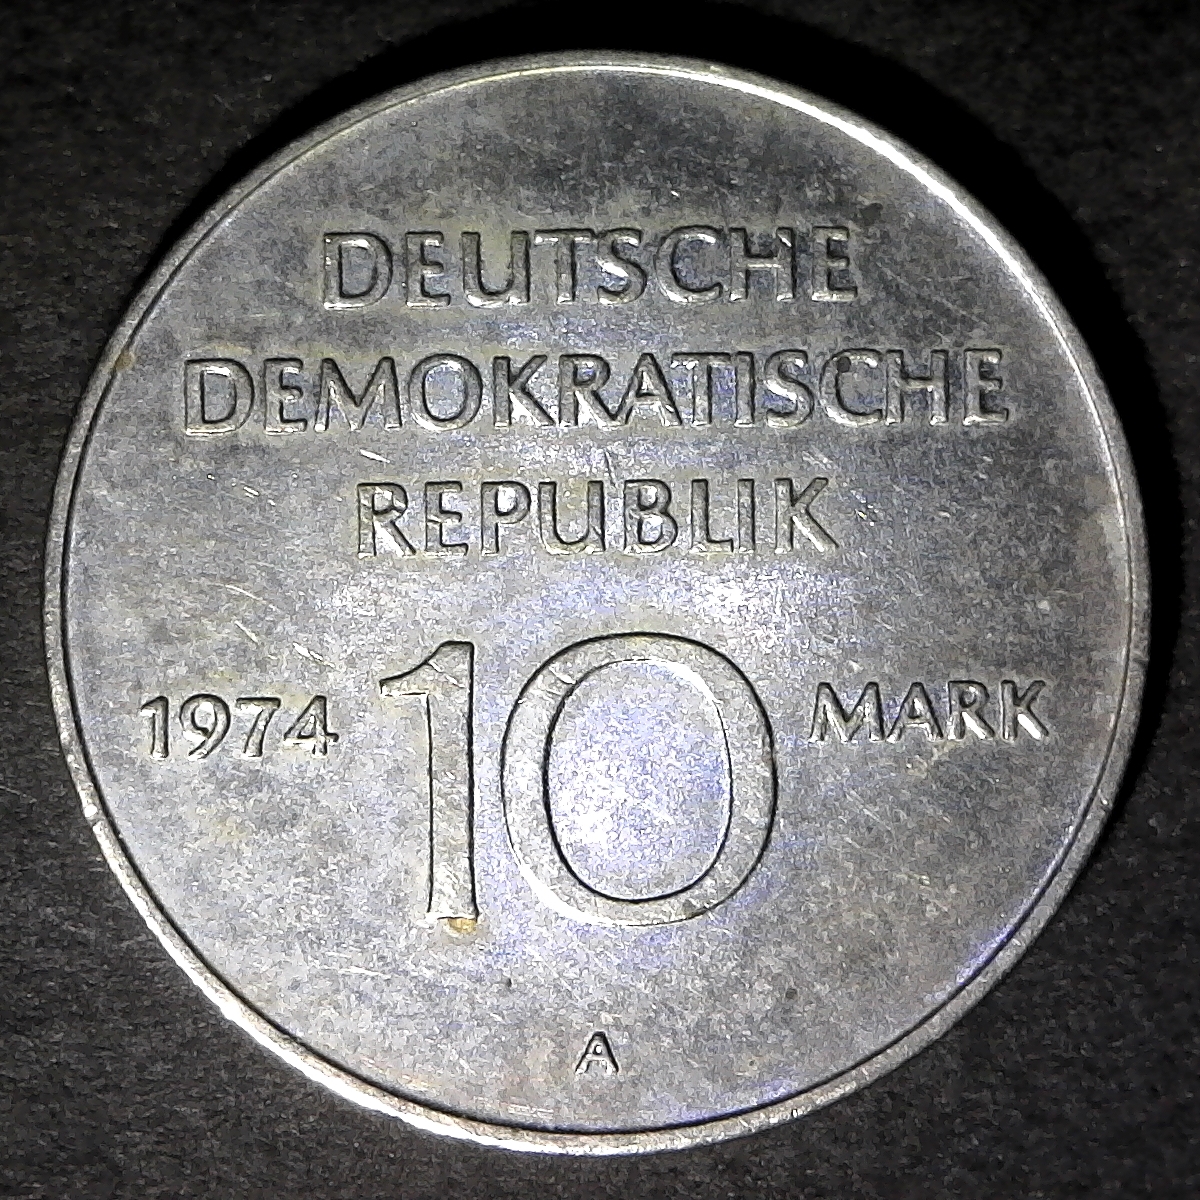 DEUTSCHE
DEMOKRATISCHE
REPUBLIK
1974 10 MARK
A